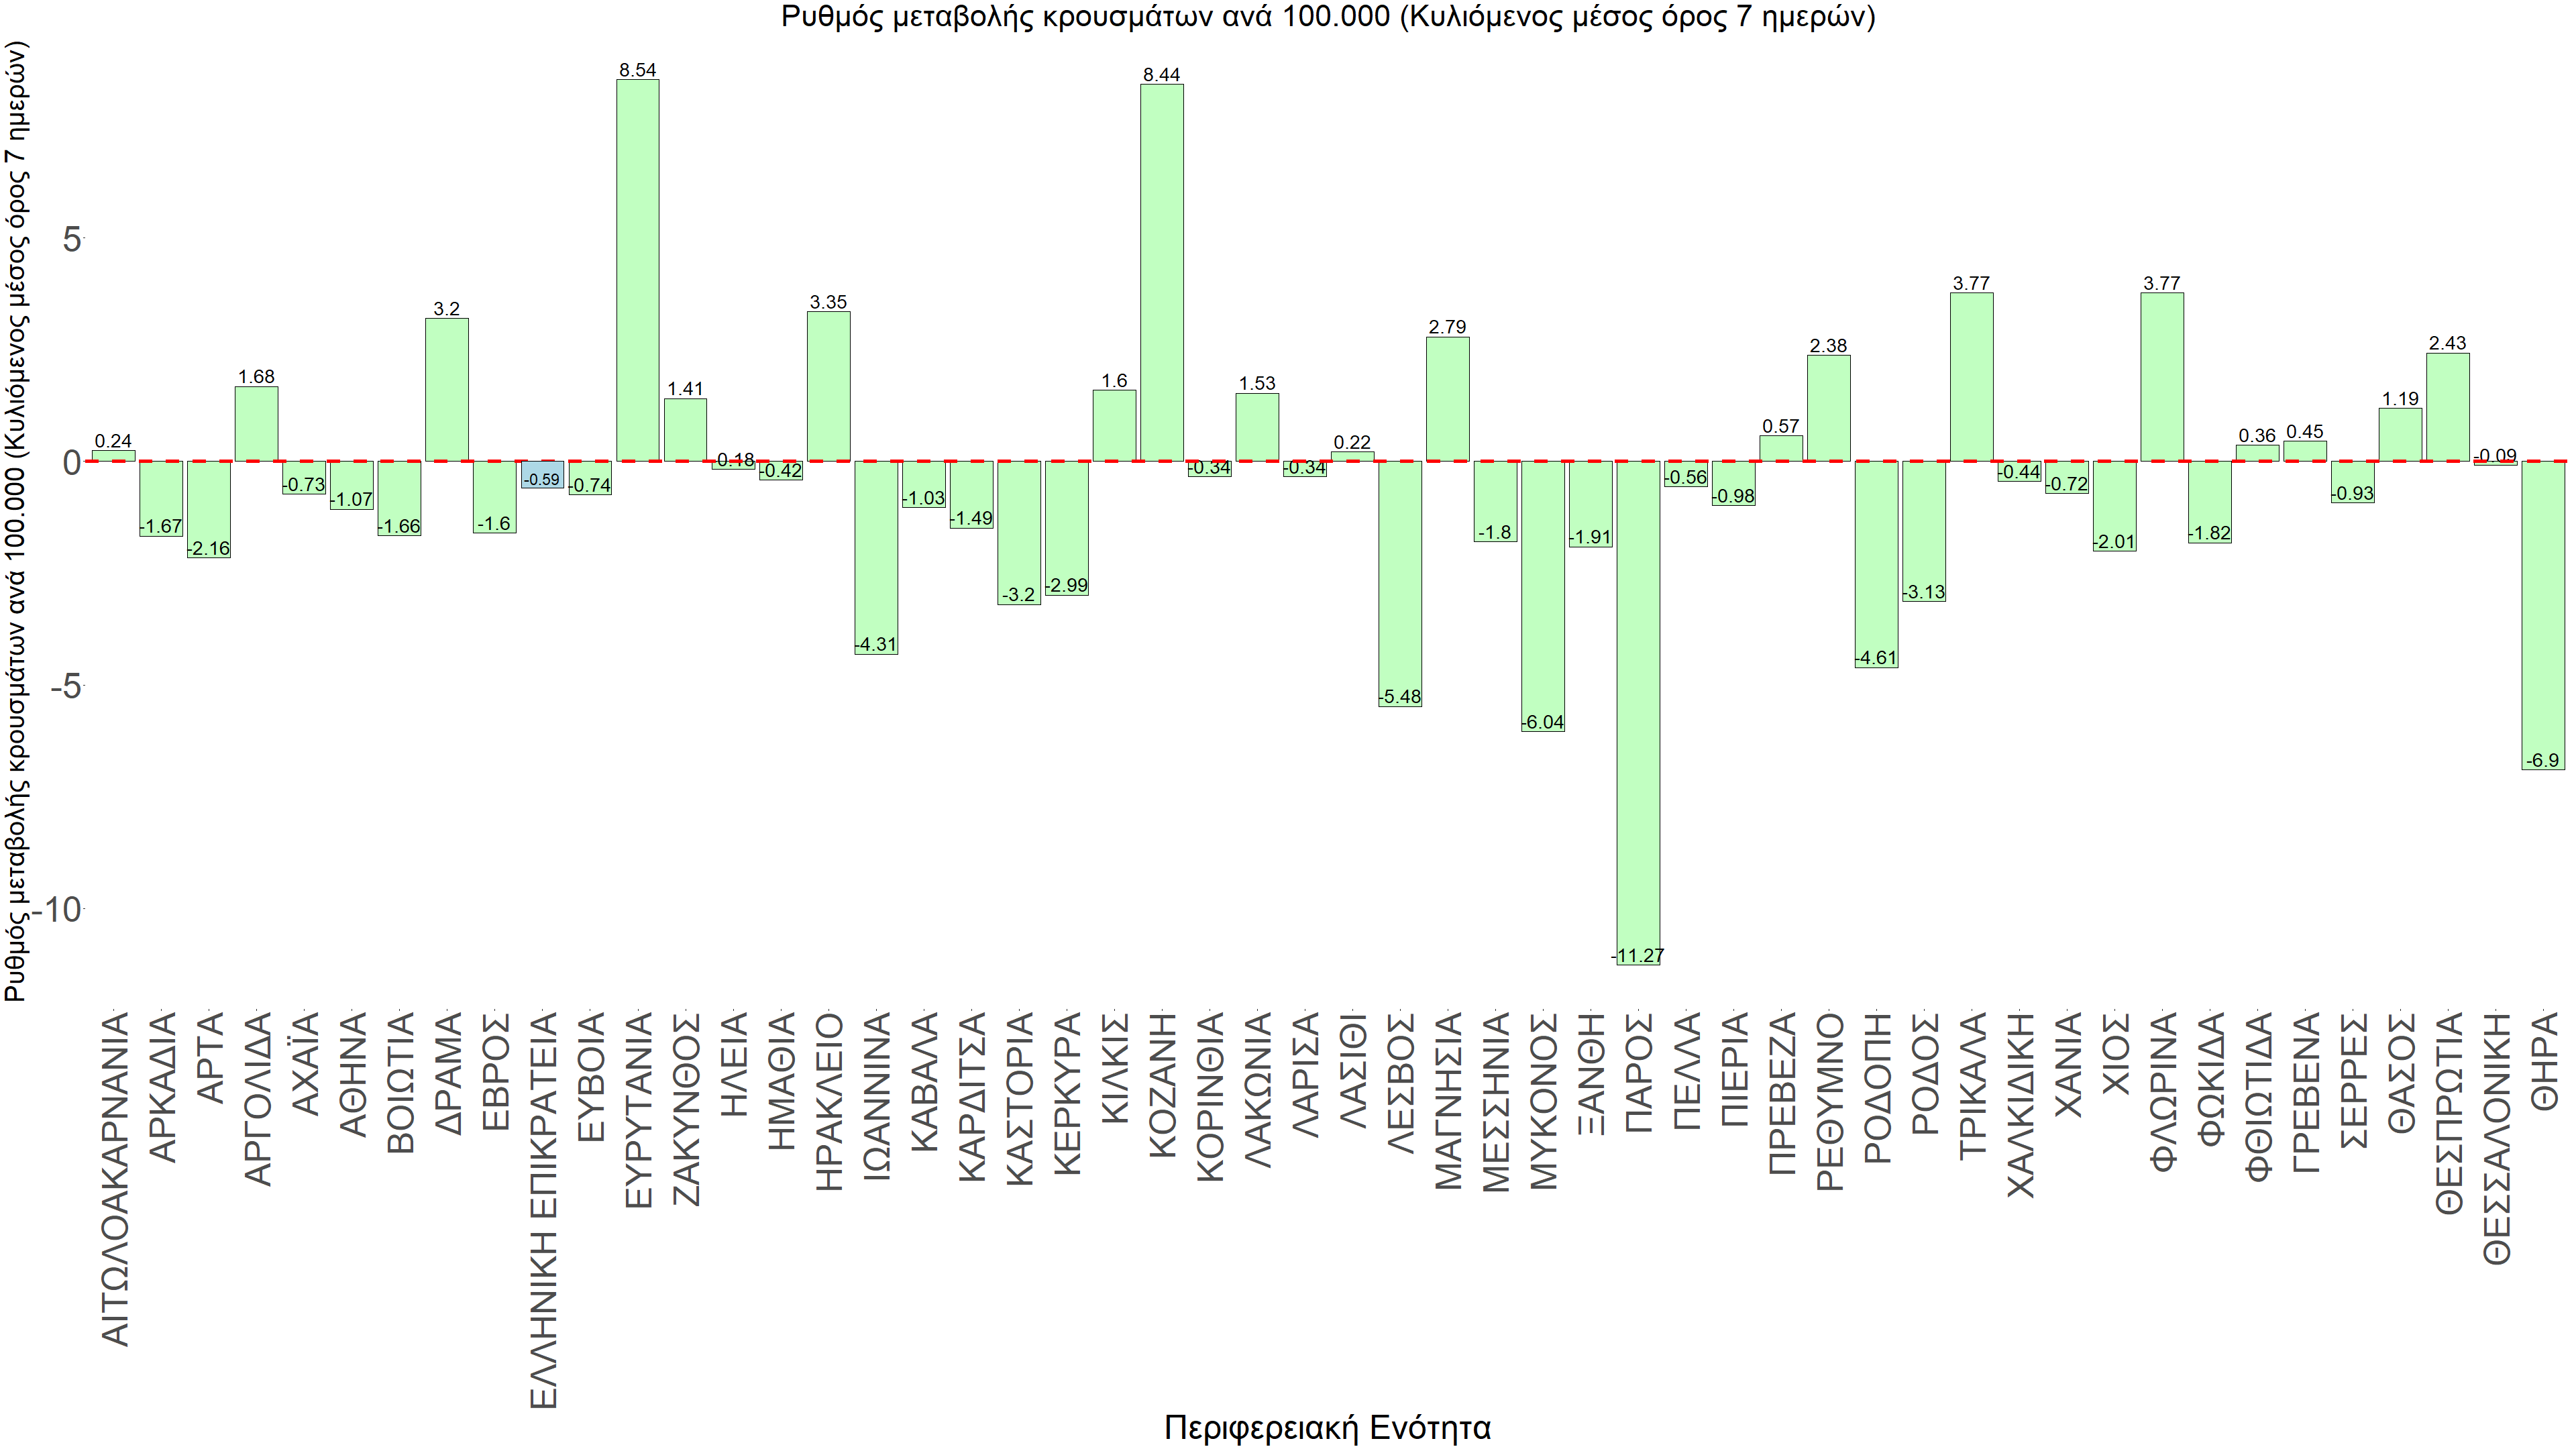 Ρυθμός μεταβολής κρουσμάτων ανά 100.000 (Κυλιόμενος μέσος όρος 7 ημερών)
Ρυθμός μεταβολής κρουσμάτων ανά 100.000 (Κυλιόμενος μέσος όρος 7 ημερών)
5
0
-5
-10
0.24
-1.67
-2.16
1.68
-0.73
-1.07
-1.66
3.2
-1.6
-0.59
-0.74
8.54
1.41
-0.18
-0.42
3.35
-4.31
-1.03
-1.49
-3.2
-2.99
1.6
8.44
-0.34
1.53
-0.34
0.22
-5.48
2.79
-1.8
-6.04
-1.91
-11.27
-0.56
-0.98
0.57
2.38
-4.61
-3.13
3.77
-0.44
-0.72
-2.01
3.77
-1.82
0.36
0.45
-0.93
1.19
2.43
-0.09
-6.9
ΑΙΤΩΛΟΑΚΑΡΝΑΝΙΑ
ΑΡΚΑΔΙΑ
ΑΡΤΑ
ΑΡΓΟΛΙΔΑ
ΑΧΑΪΑ
ΑΘΗΝΑ
ΒΟΙΩΤΙΑ
ΔΡΑΜΑ
ΕΒΡΟΣ
ΕΛΛΗΝΙΚΗ ΕΠΙΚΡΑΤΕΙΑ
ΕΥΒΟΙΑ
ΕΥΡΥΤΑΝΙΑ
ΖΑΚΥΝΘΟΣ
ΗΛΕΙΑ
ΗΜΑΘΙΑ
ΗΡΑΚΛΕΙΟ
ΙΩΑΝΝΙΝΑ
ΚΑΒΑΛΑ
ΚΑΡΔΙΤΣΑ
ΚΑΣΤΟΡΙΑ
ΚΕΡΚΥΡΑ
ΚΙΛΚΙΣ
ΚΟΖΑΝΗ
ΚΟΡΙΝΘΙΑ
ΛΑΚΩΝΙΑ
ΛΑΡΙΣΑ
ΛΑΣΙΘΙ
ΛΕΣΒΟΣ
ΜΑΓΝΗΣΙΑ
ΜΕΣΣΗΝΙΑ
ΜΥΚΟΝΟΣ
ΞΑΝΘΗ
ΠΑΡΟΣ
ΠΕΛΛΑ
ΠΙΕΡΙΑ
ΠΡΕΒΕΖΑ
ΡΕΘΥΜΝΟ
ΡΟΔΟΠΗ
ΡΟΔΟΣ
ΤΡΙΚΑΛΑ
ΧΑΛΚΙΔΙΚΗ
ΧΑΝΙΑ
ΧΙΟΣ
ΦΛΩΡΙΝΑ
ΦΩΚΙΔΑ
ΦΘΙΩΤΙΔΑ
ΓΡΕΒΕΝΑ
ΣΕΡΡΕΣ
ΘΑΣΟΣ
ΘΕΣΠΡΩΤΙΑ
ΘΕΣΣΑΛΟΝΙΚΗ
ΘΗΡΑ
Περιφερειακή Ενότητα